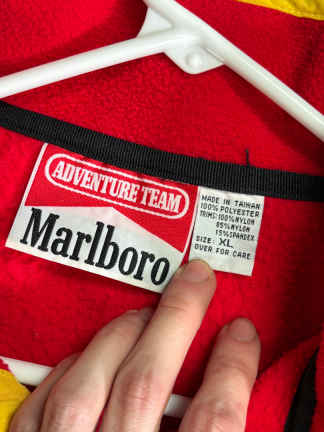 ADVENTURE TEAM
Marlboro
MADE IN TAIWAN
100% POLYESTER
TRIMS:100%NYLON
85%NYLON
15%SPANDEX
SIZE: XL
OVER FOR CARE.